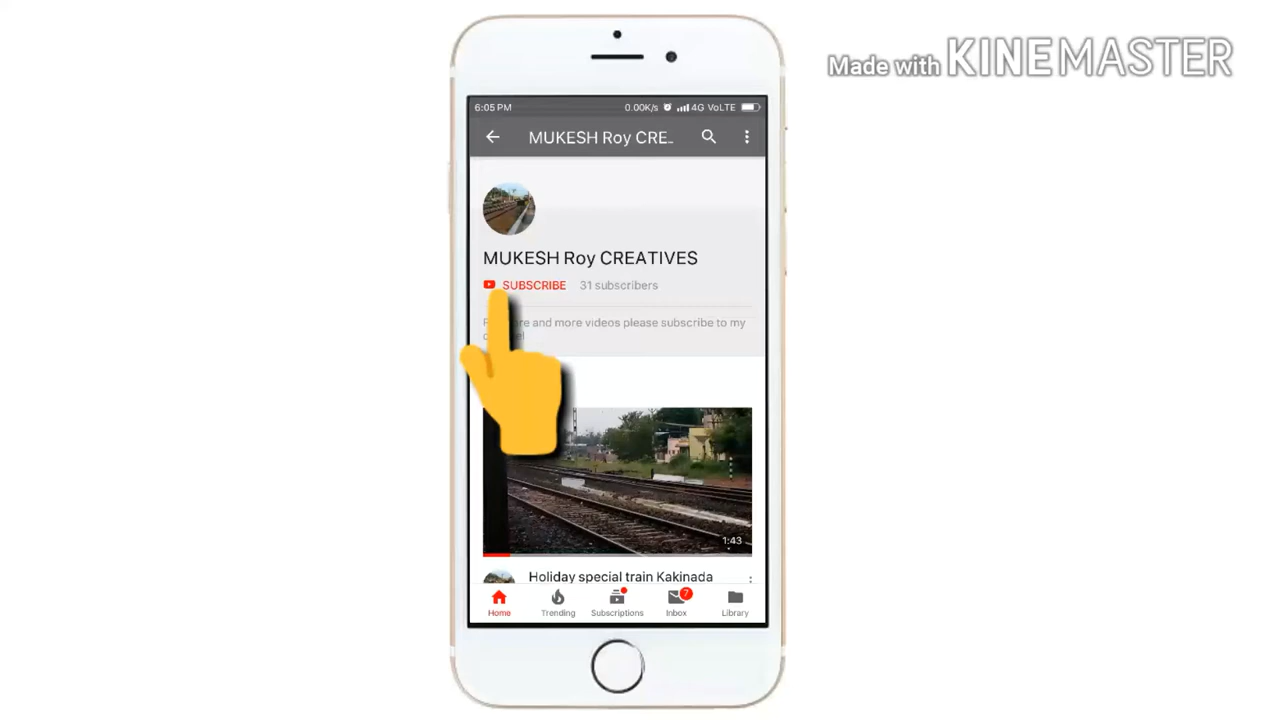 Made with KINEMASTER
6:05 PM 0.00K/s 4G VoLTE
MUKESH Roy CRE...
MUKESH Roy CREATIVES
SUBSCRIBE 31 subscribers
and more videos please subscribe to my
1:43
Holiday special train Kakinada
7
Home Trending Subscriptions Inbox Library